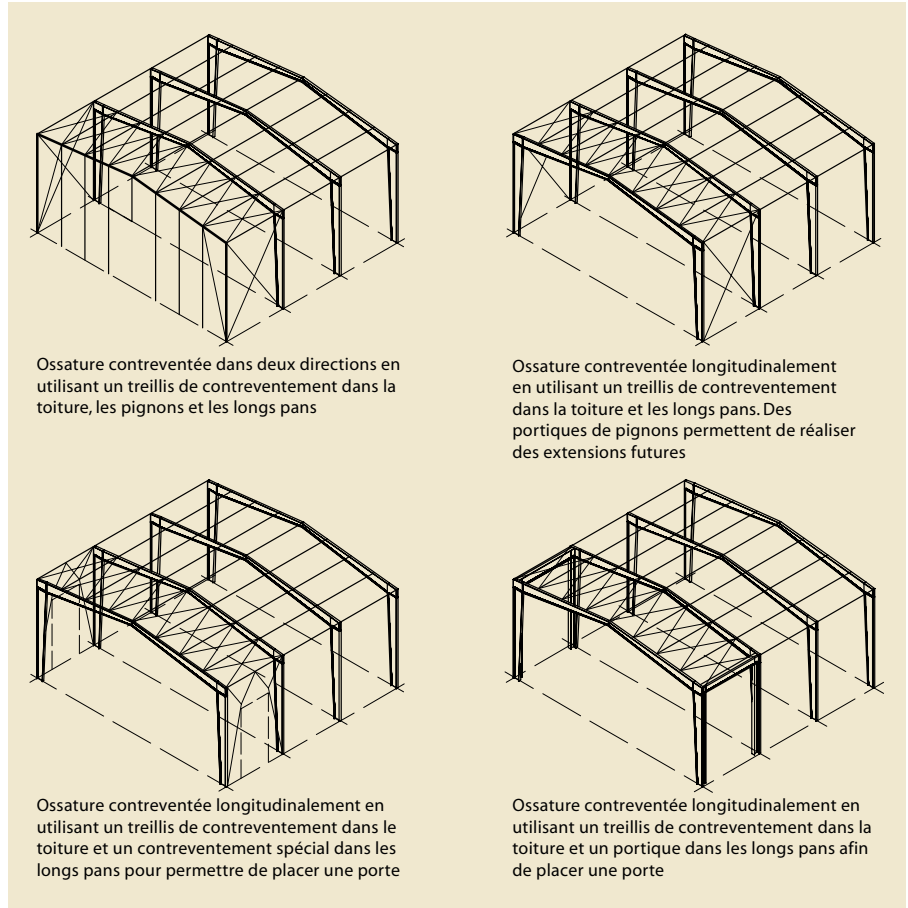 Ossature contreventée dans deux directions en
utilisant un treillis de contreventement dans la
toiture, les pignons et les longs pans
Ossature contreventée longitudinalement
en utilisant un treillis de contreventement
dans la toiture et les longs pans. Des
portiques de pignons permettent de réaliser
des extensions futures
Ossature contreventée longitudinalement en
utilisant un treillis de contreventement dans le
toiture et un contreventement spécial dans les
longs pans pour permettre de placer une porte
Ossature contreventée longitudinalement en
utilisant un treillis de contreventement dans la
toiture et un portique dans les longs pans afin
de placer une porte